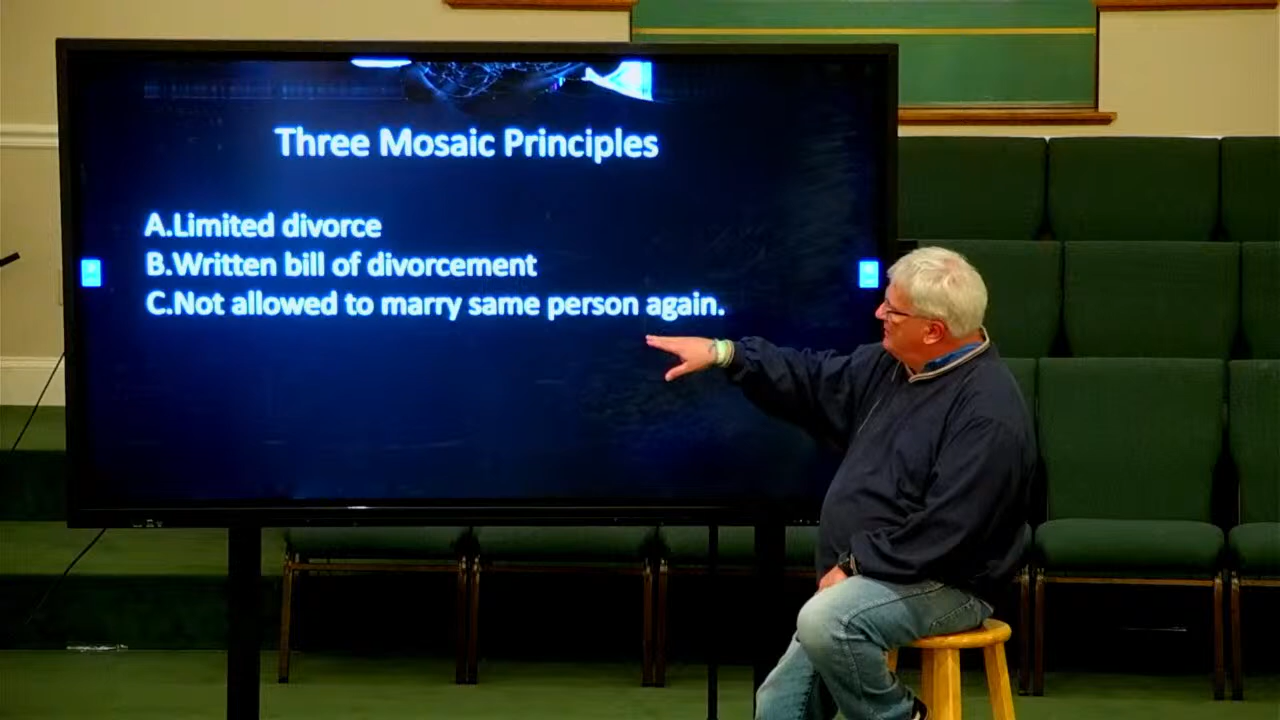 Three Mosaic Principles
A.Limited divorce
B.Written bill of divorcement
C.Not allowed to marry same person again.